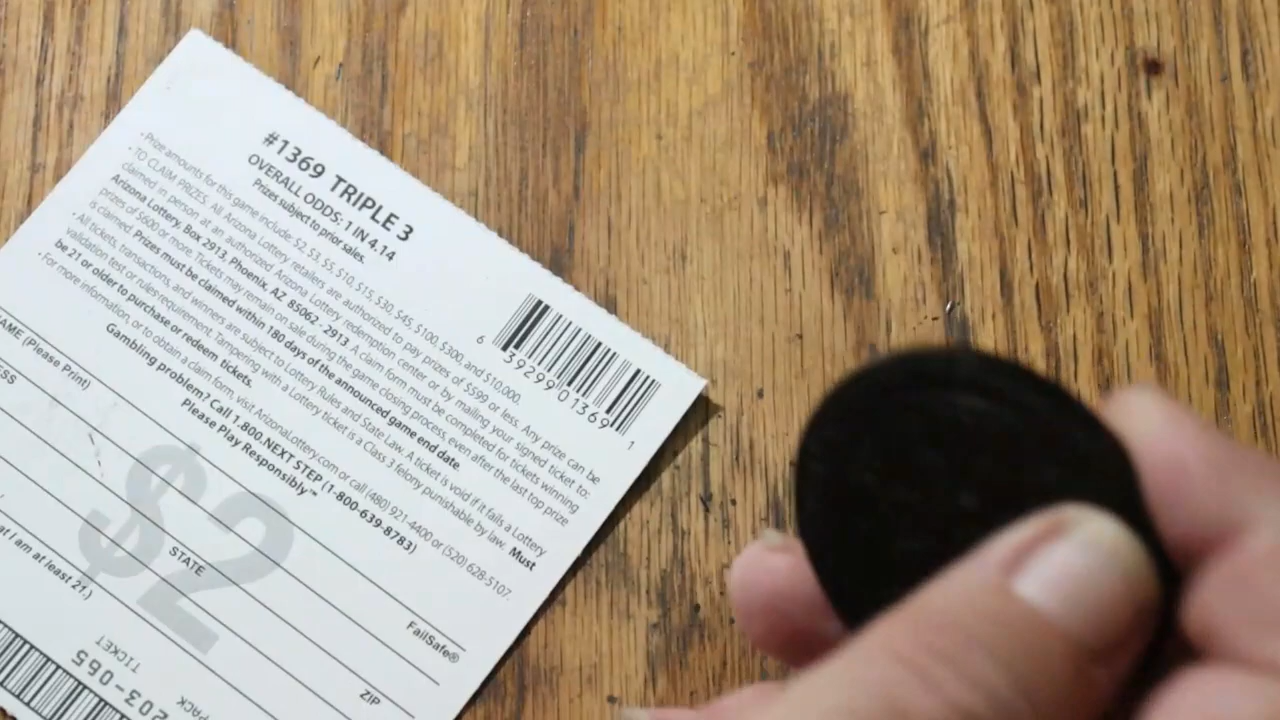 #1369 TRIPLE 3
OVERALL ODDS: 1 IN 4.14
Prizes subject to prior sales.
• Prize amounts for this game include: $2, $3, $5, $10, $15, $30, $45, $100, $300, and $10,000.
• TO CLAIM PRIZES: All Arizona Lottery retailers are authorized to pay prizes of $599 or less. Any prize can be
claimed in person at an authorized Arizona Lottery redemption center or by mailing your signed ticket to:
Arizona Lottery, Box 2913, Phoenix, AZ 85062 - 2913. A claim form must be completed for tickets winning
prizes of $600 or more. Tickets may remain on sale during the game closing process, even after the last top prize
is claimed. Prizes must be claimed within 180 days of the announced game end date.
• All tickets, transactions, and winners are subject to Lottery Rules and State Law. A ticket is void if it fails a Lottery
validation test or rules requirement. Tampering with a Lottery ticket is a Class 3 felony punishable by law. Must
be 21 or older to purchase or redeem tickets.
• For more information, or to obtain a claim form, visit ArizonaLottery.com or call (480) 921-4400 or (520) 628-5107.
Gambling problem? Call 1.800.NEXT STEP (1-800-639-8783)
Please Play Responsibly™
6 39299 01369 1
AME (Please Print)
ESS
$2
STATE
FailSafe®
ZIP
at I am at least 21.)
TICKET
203-065
PACK